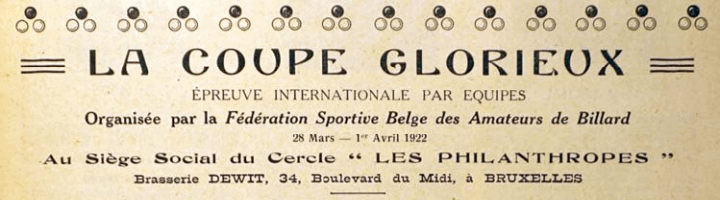 LA COUPE GLORIEUX
ÉPREUVE INTERNATIONALE PAR EQUIPES
Organisée par la Fédération Sportive Belge des Amateurs de Billard
28 Mars — 1er Avril 1922
Au Siège Social du Cercle “ LES PHILANTHROPES ”
Brasserie DEWIT, 34, Boulevard du Midi, à BRUXELLES